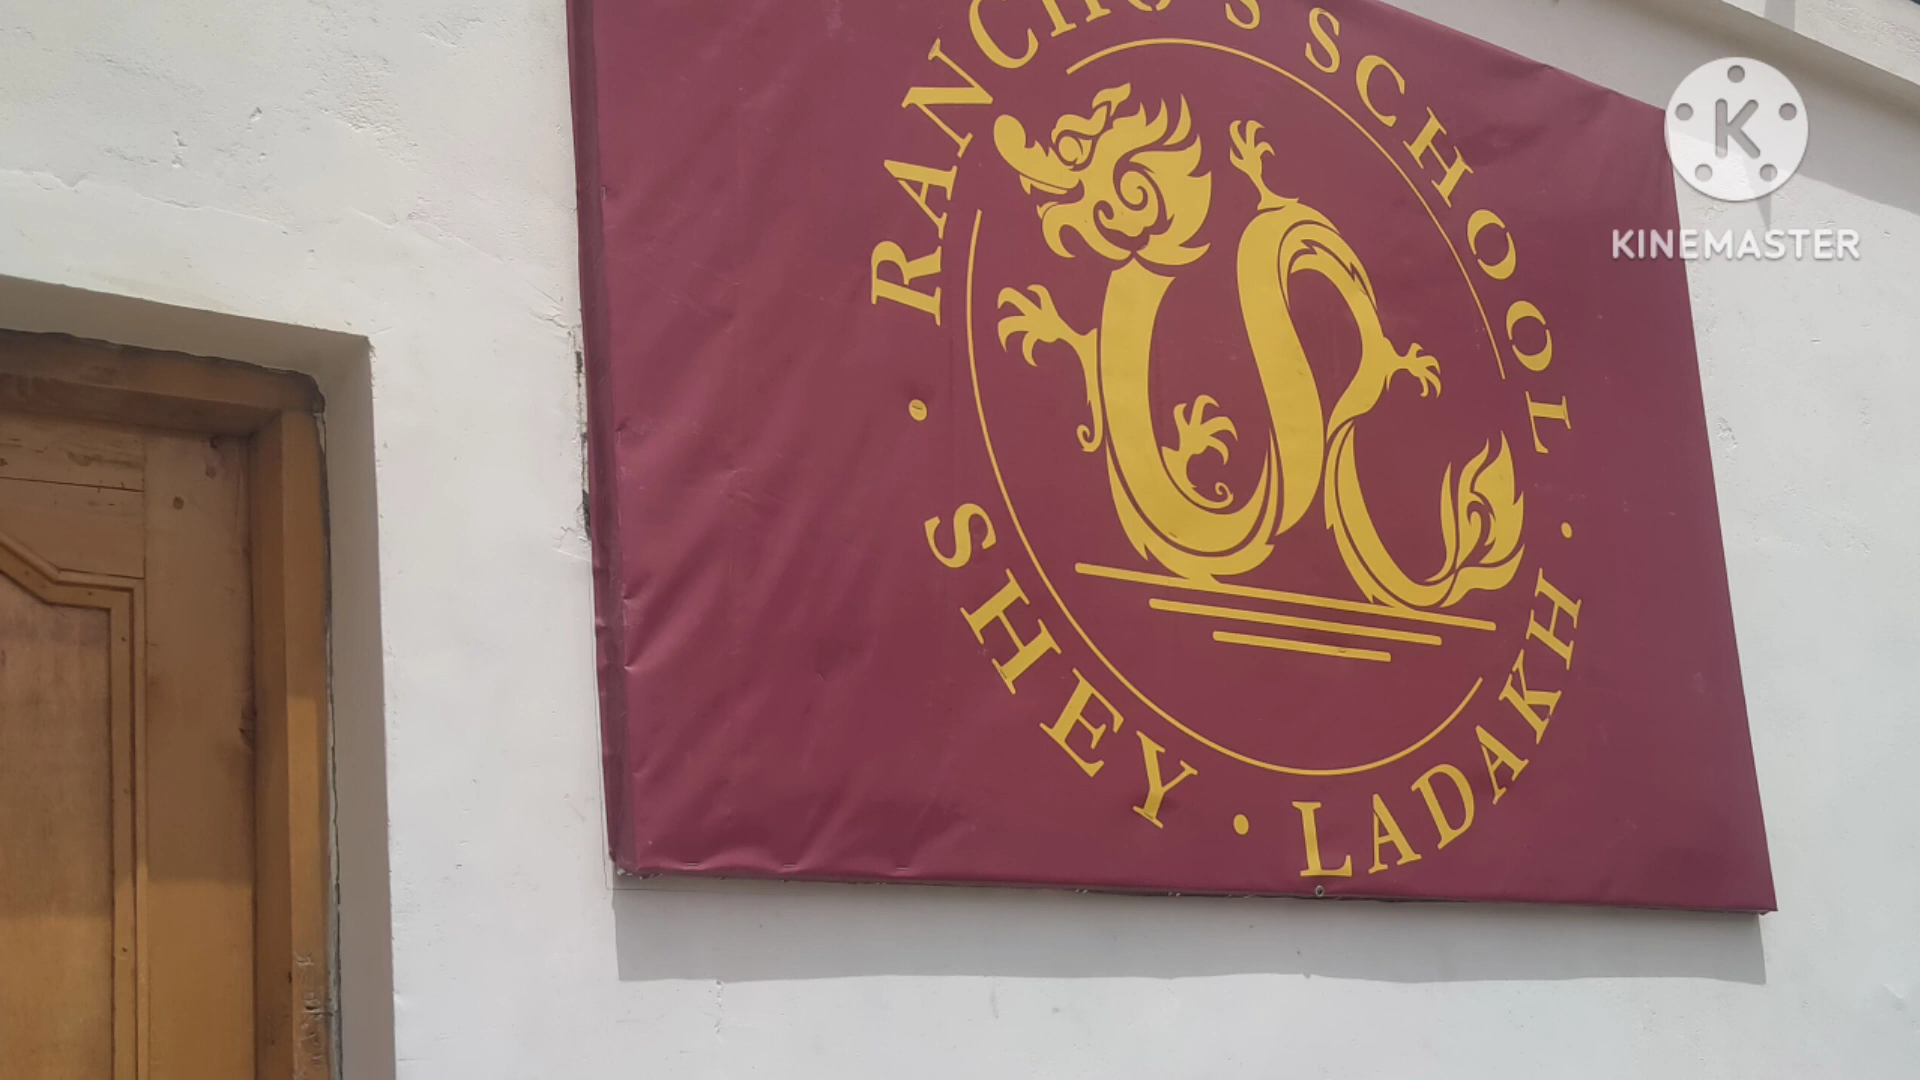 RANCHO'S SCHOOL
• SHEY • LADAKH •
K
KINEMASTER